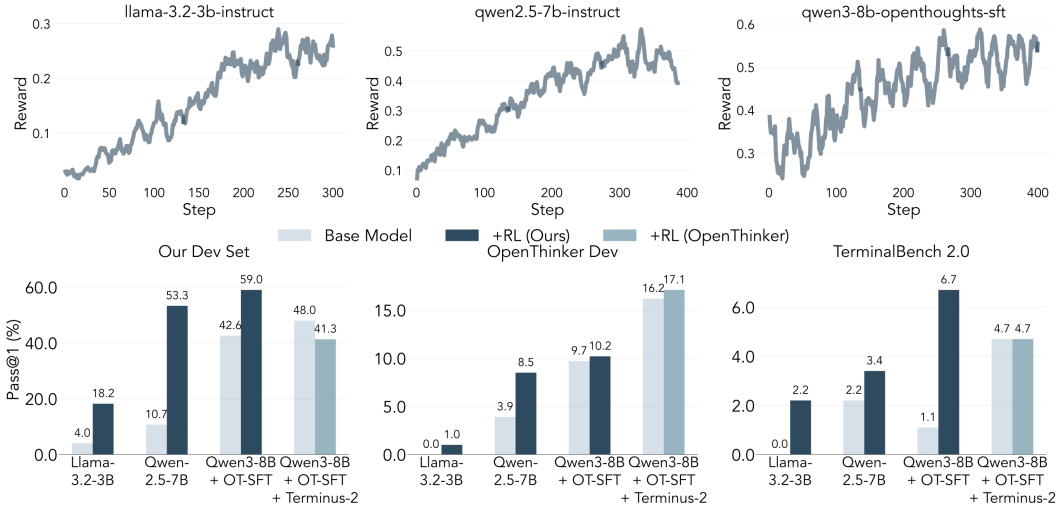 llama-3.2-3b-instruct
0.3
0.2
0.1
Reward
0 50 100 150 200 250 300
Step
qwen2.5-7b-instruct
0.5
0.4
0.3
0.2
0.1
Reward
0 100 200 300 400
Step
qwen3-8b-openthoughts-sft
0.6
0.5
0.4
0.3
Reward
0 100 200 300 400
Step
Base Model +RL (Ours) +RL (OpenThinker)
Our Dev Set
Pass@1 (%)
60.0
40.0
20.0
0.0
4.0 18.2 10.7 53.3 42.6 59.0 48.0 41.3
Llama- Qwen- Qwen3-8B Qwen3-8B
3.2-3B 2.5-7B + OT-SFT + OT-SFT
+ Terminus-2
OpenThinker Dev
15.0
10.0
5.0
0.0
0.0 1.0 3.9 8.5 9.7 10.2 16.2 17.1
Llama- Qwen- Qwen3-8B Qwen3-8B
3.2-3B 2.5-7B + OT-SFT + OT-SFT
+ Terminus-2
TerminalBench 2.0
6.0
4.0
2.0
0.0
0.0 2.2 2.2 3.4 1.1 6.7 4.7 4.7
Llama- Qwen- Qwen3-8B Qwen3-8B
3.2-3B 2.5-7B + OT-SFT + OT-SFT
+ Terminus-2